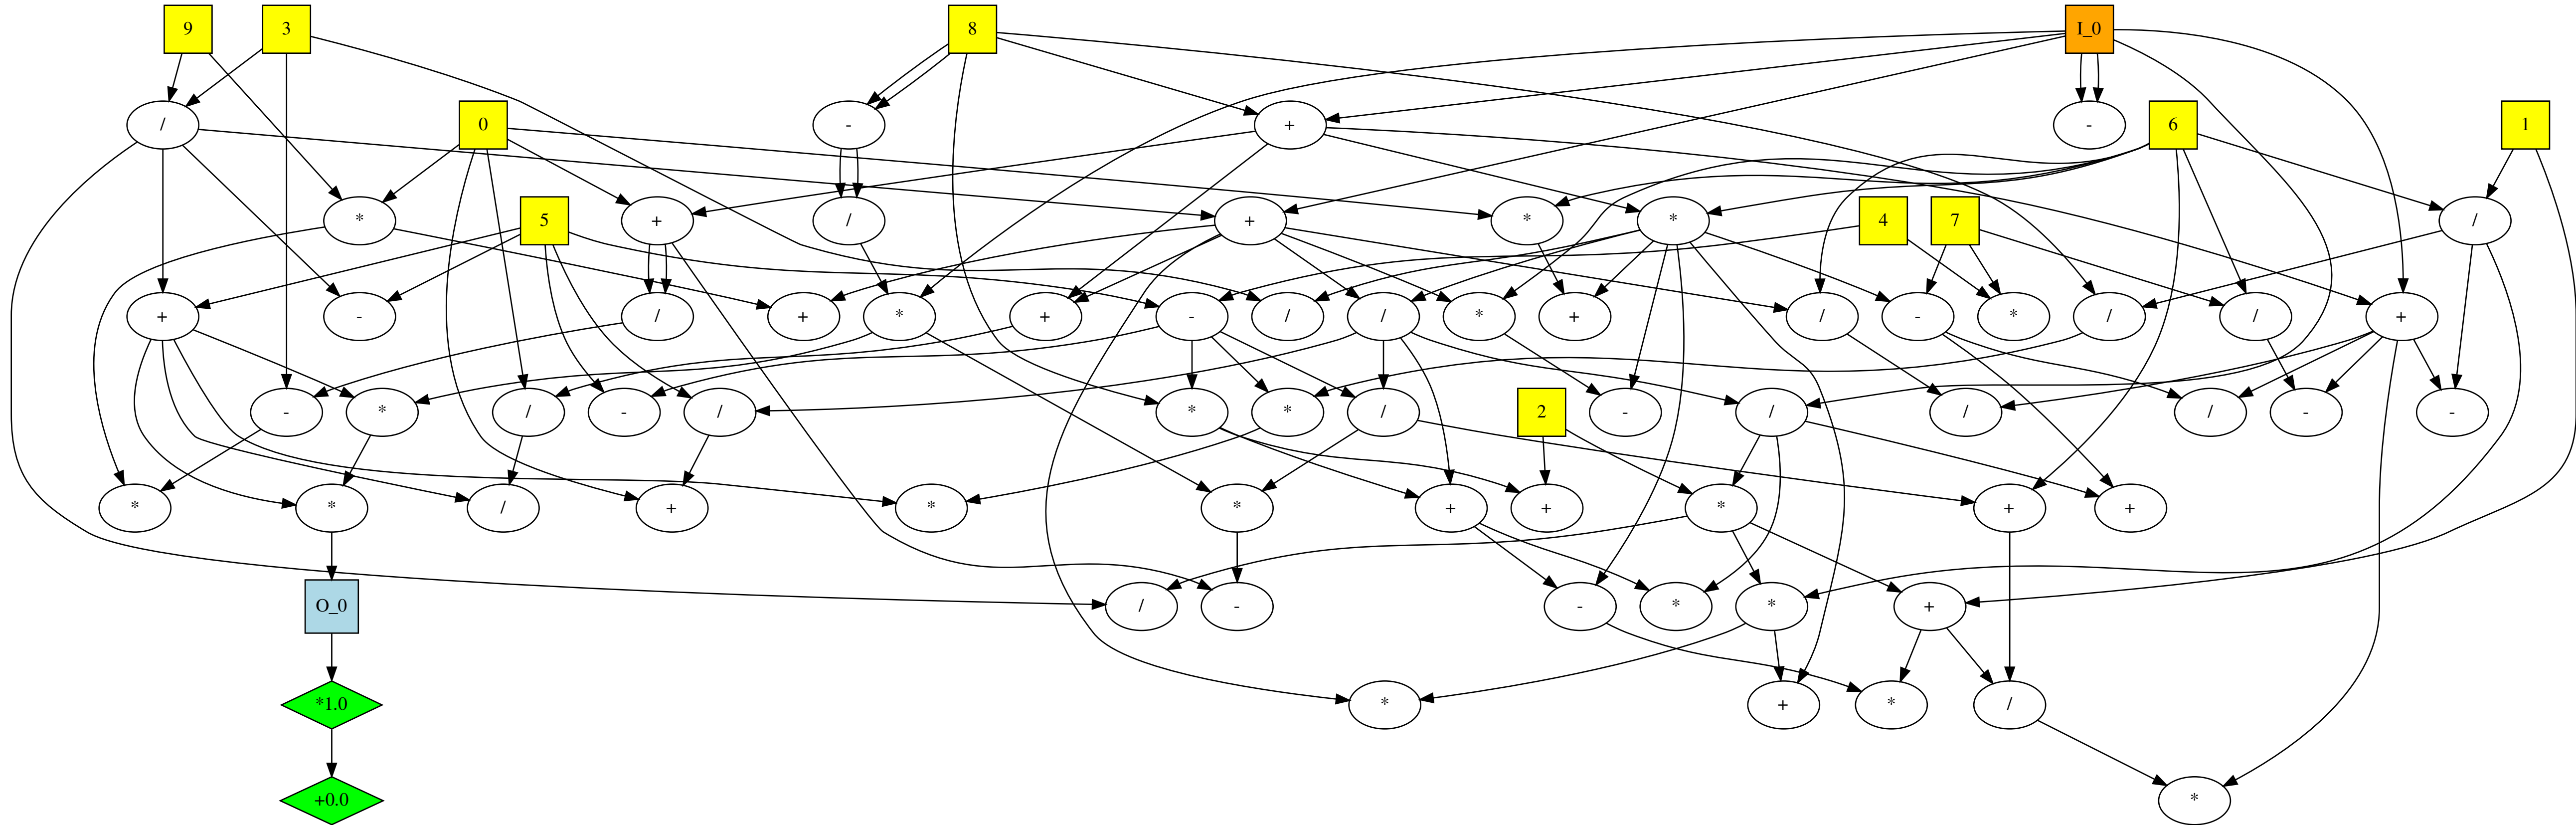 9 3 8 I_0
/ 0 - + - 6 1
* 5 + / + * * 4 7 /
+ - / + * + - / / * + / - * / / +
- * / - / * * / 2 - / / / - -
* * / + * * + + * + +
O_0 / - - * * +
*1.0 * + * /
+0.0 *